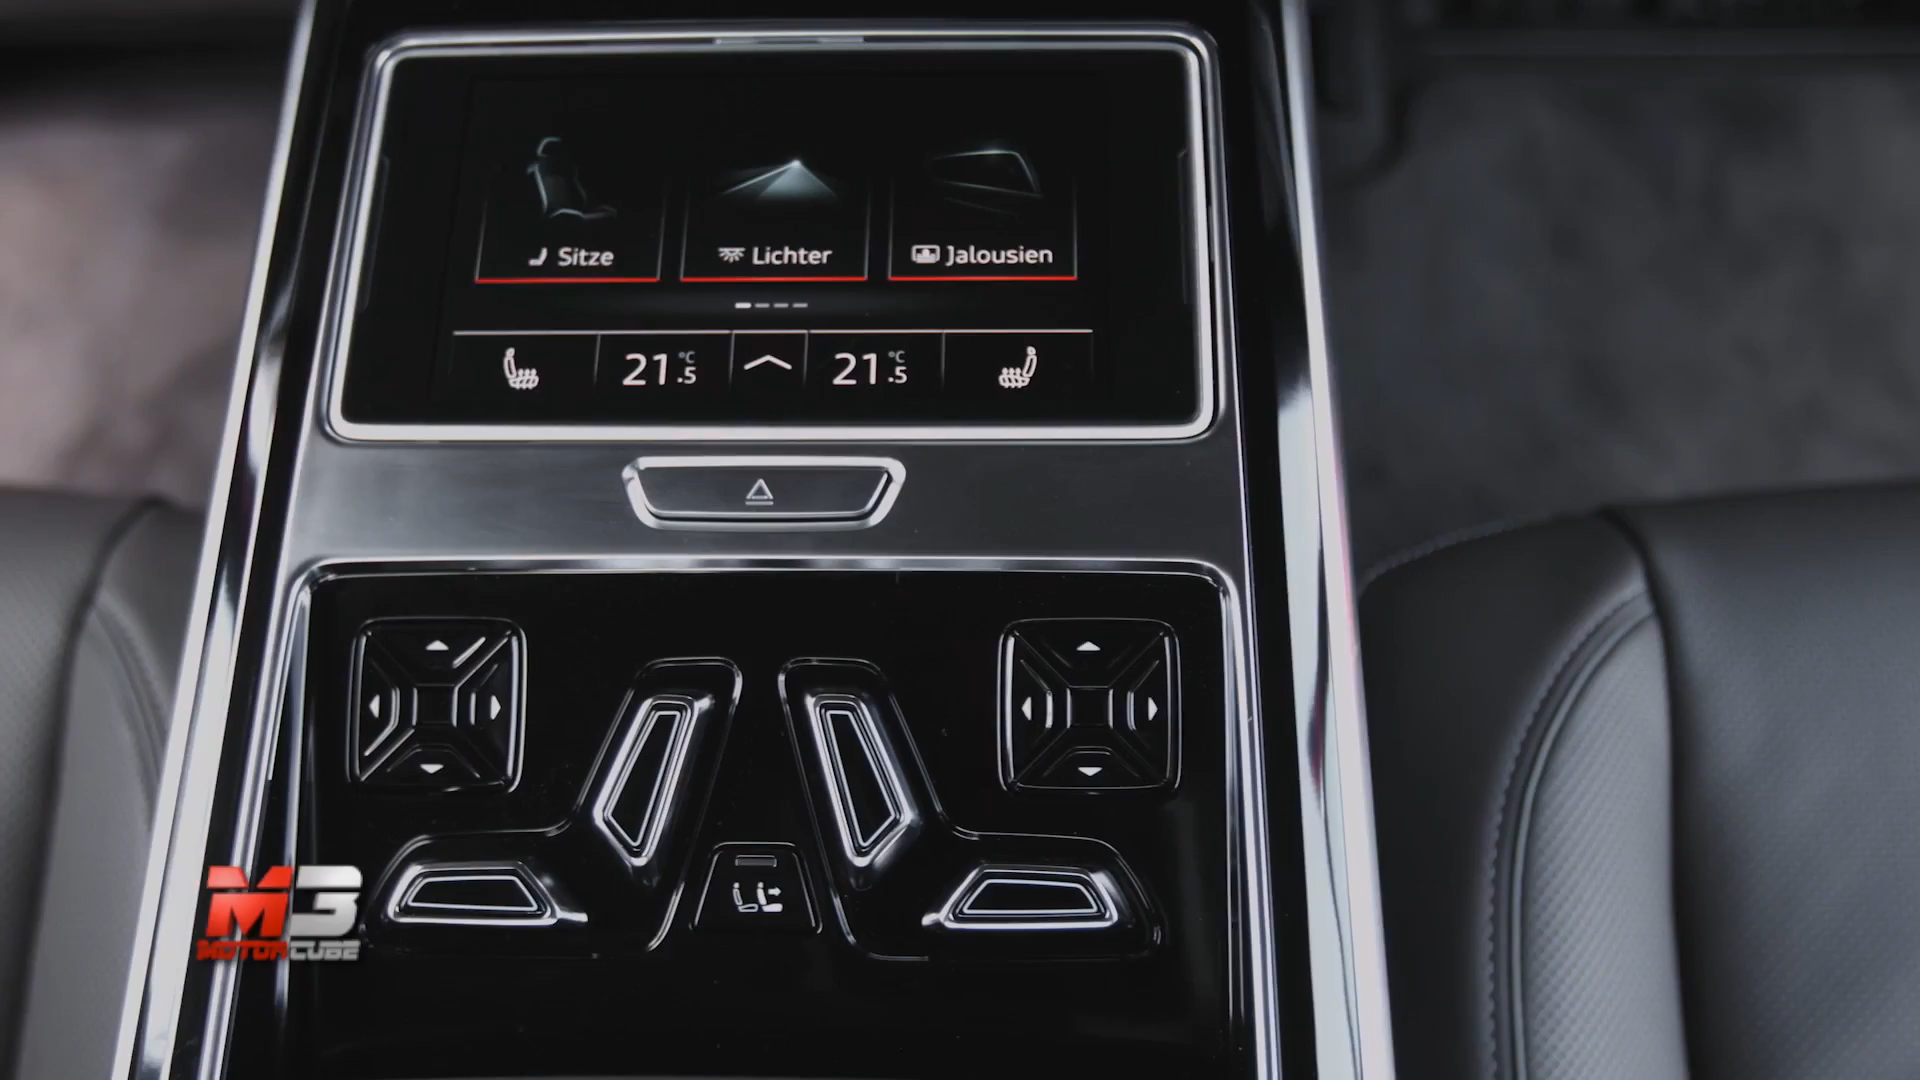 Sitze
Lichter
Jalousien
21.5 °C
21.5 °C
M3
MOTORCUBE